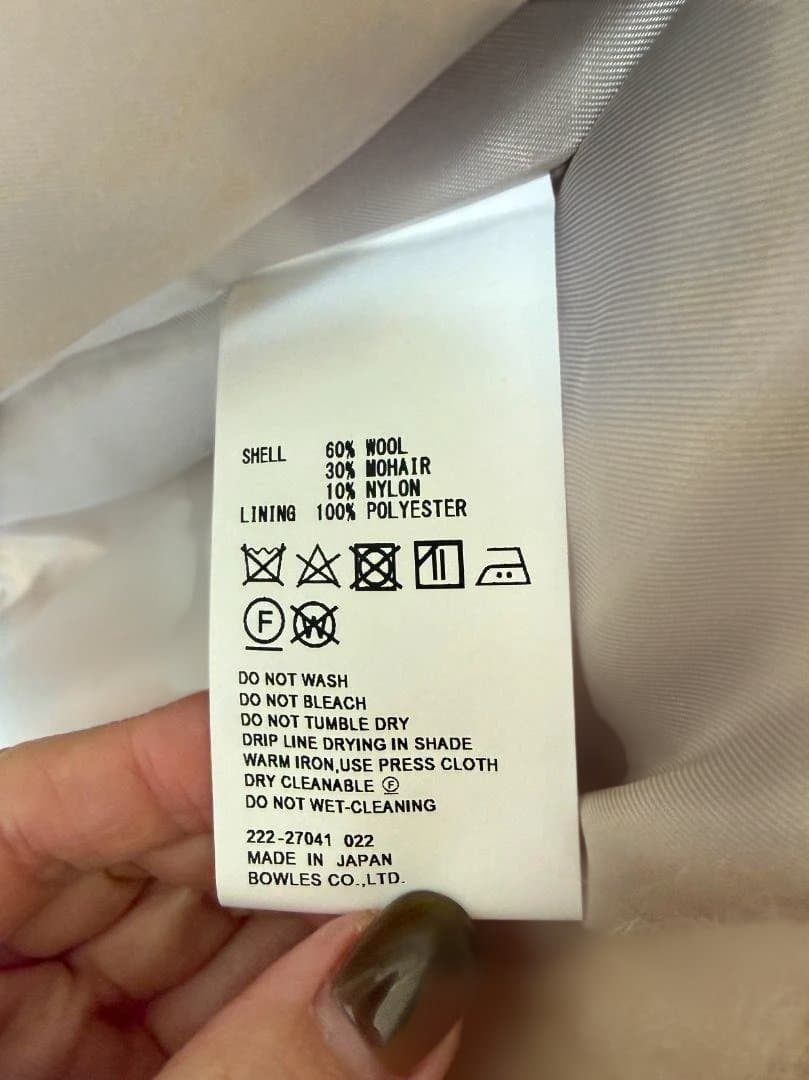 SHELL 60% WOOL
30% MOHAIR
10% NYLON
LINING 100% POLYESTER
F W
DO NOT WASH
DO NOT BLEACH
DO NOT TUMBLE DRY
DRIP LINE DRYING IN SHADE
WARM IRON,USE PRESS CLOTH
DRY CLEANABLE Ⓕ
DO NOT WET-CLEANING
222-27041 022
MADE IN JAPAN
BOWLES CO.,LTD.